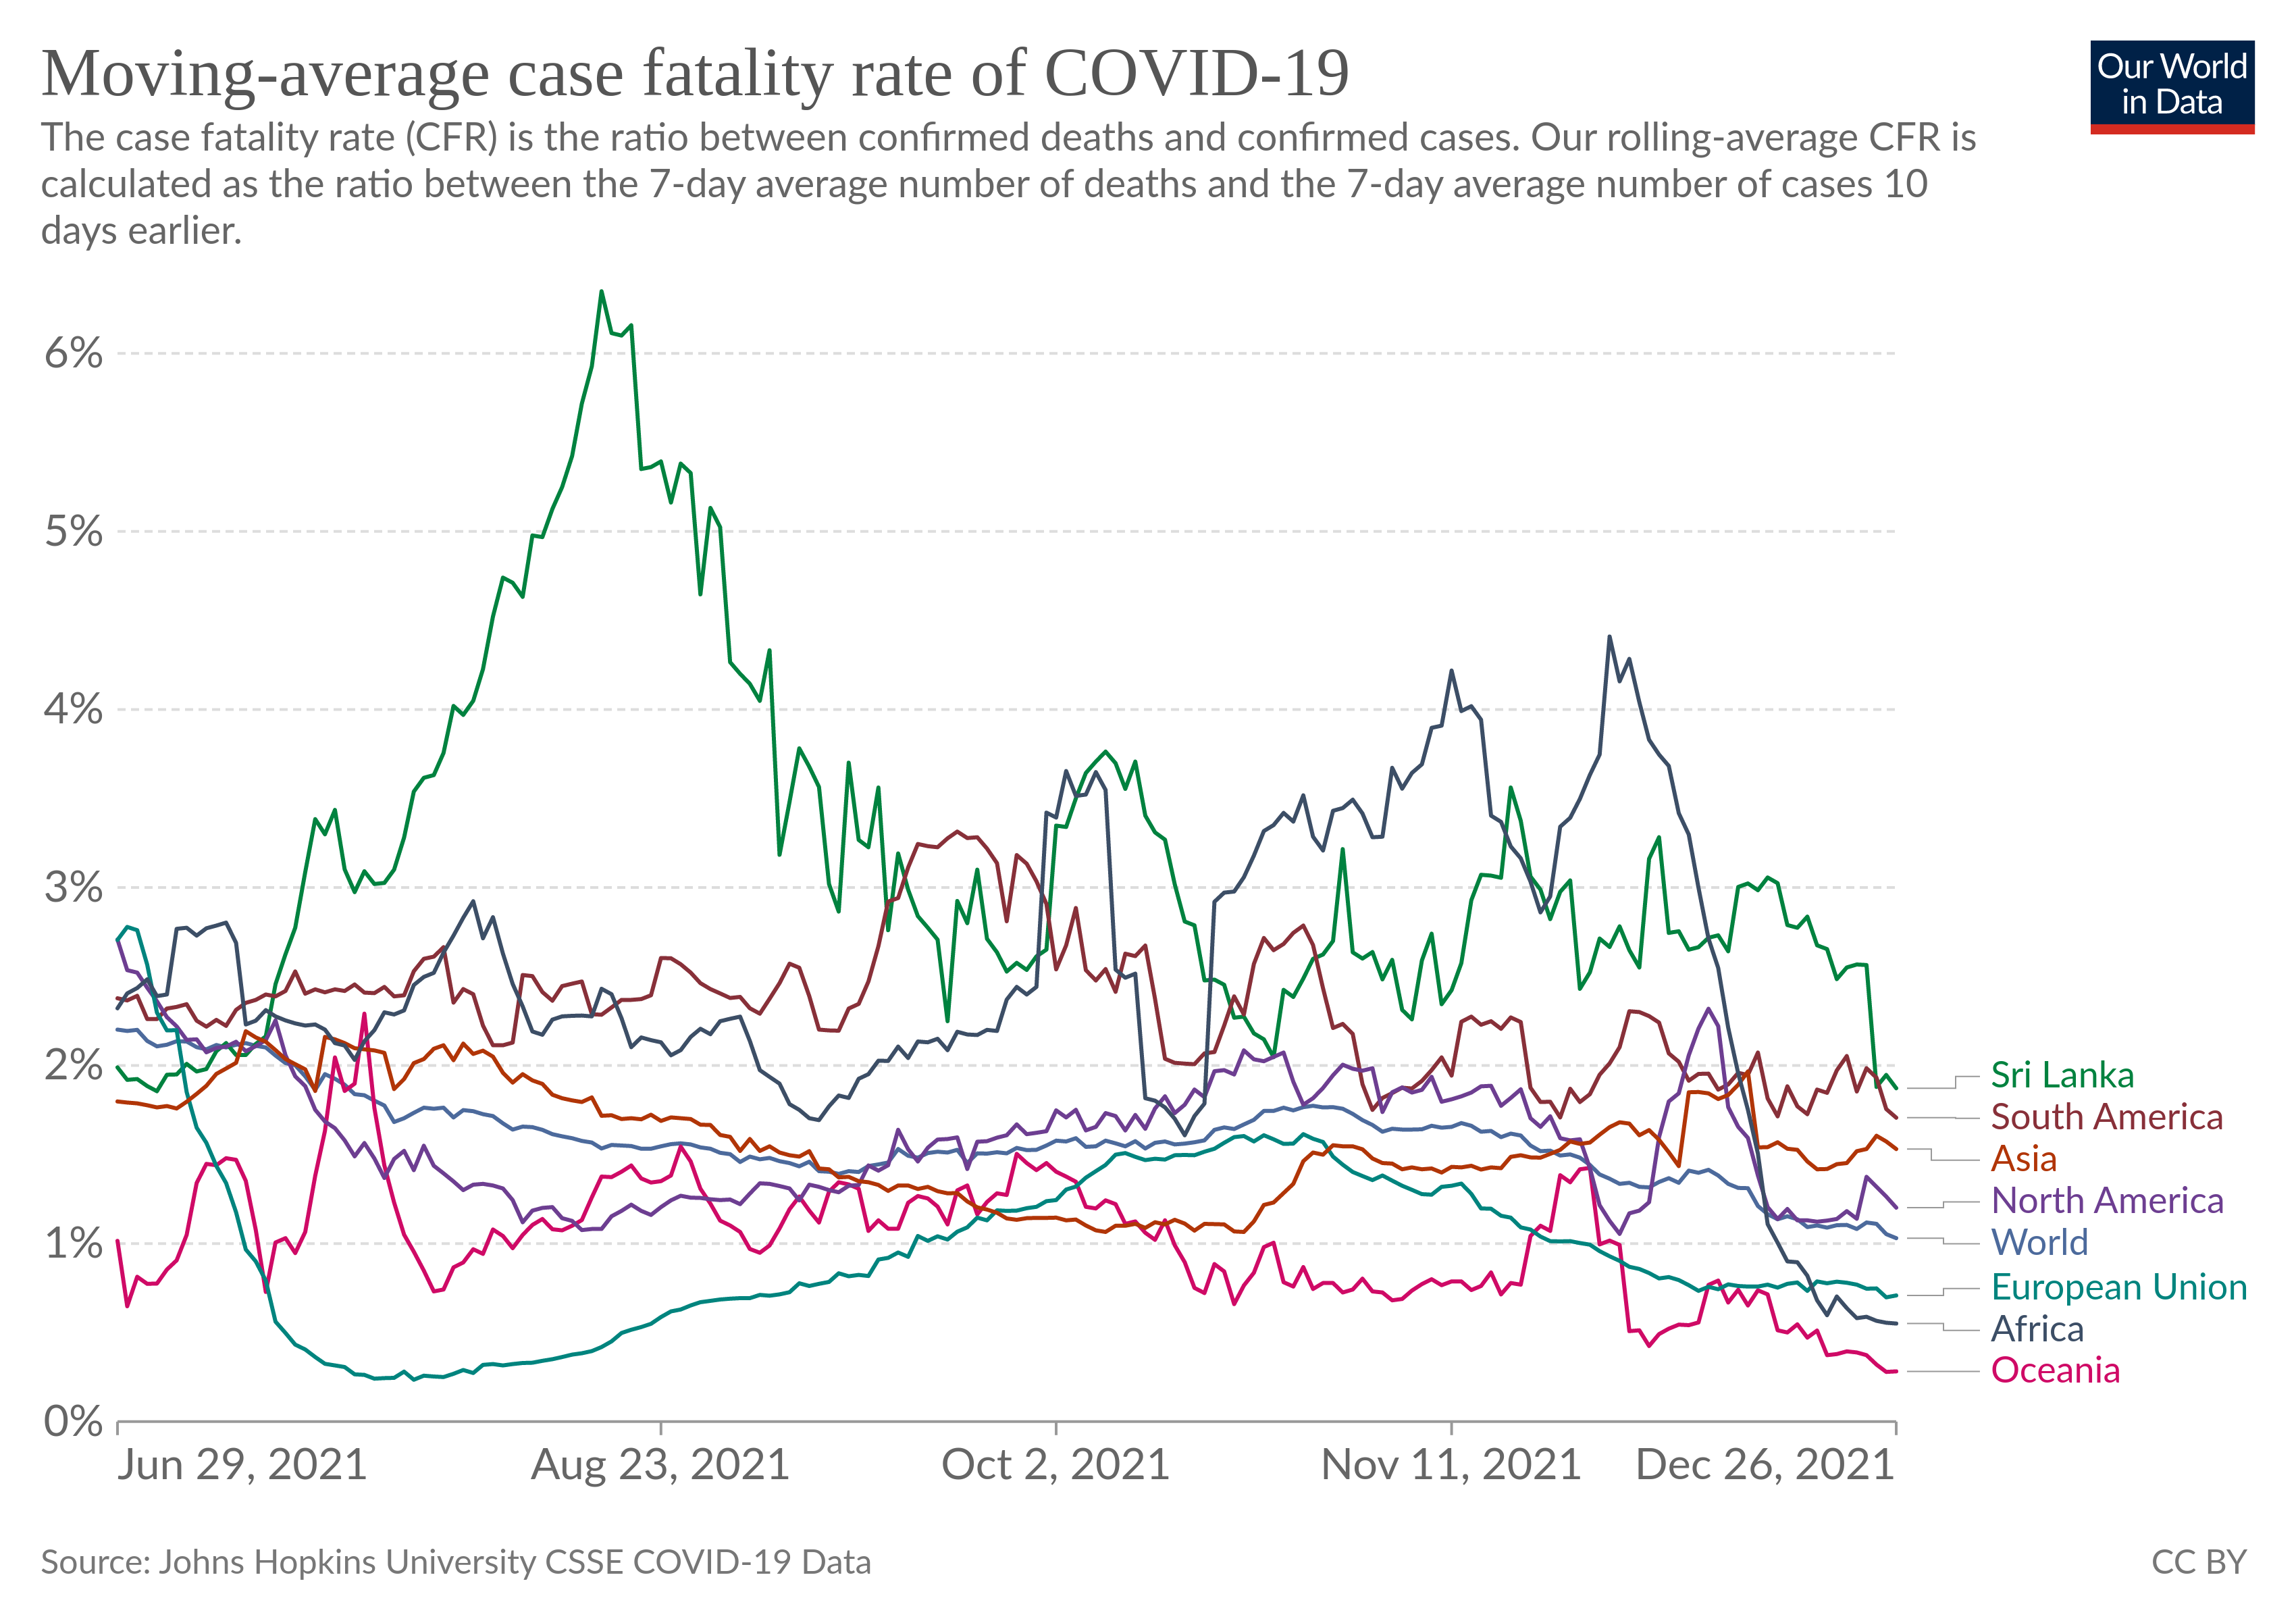 Moving-average case fatality rate of COVID-19
Our World
in Data
The case fatality rate (CFR) is the ratio between confirmed deaths and confirmed cases. Our rolling-average CFR is
calculated as the ratio between the 7-day average number of deaths and the 7-day average number of cases 10
days earlier.
6%
5%
4%
3%
2%
1%
0%
Sri Lanka
South America
Asia
North America
World
European Union
Africa
Oceania
Jun 29, 2021
Aug 23, 2021
Oct 2, 2021
Nov 11, 2021
Dec 26, 2021
Source: Johns Hopkins University CSSE COVID-19 Data
CC BY